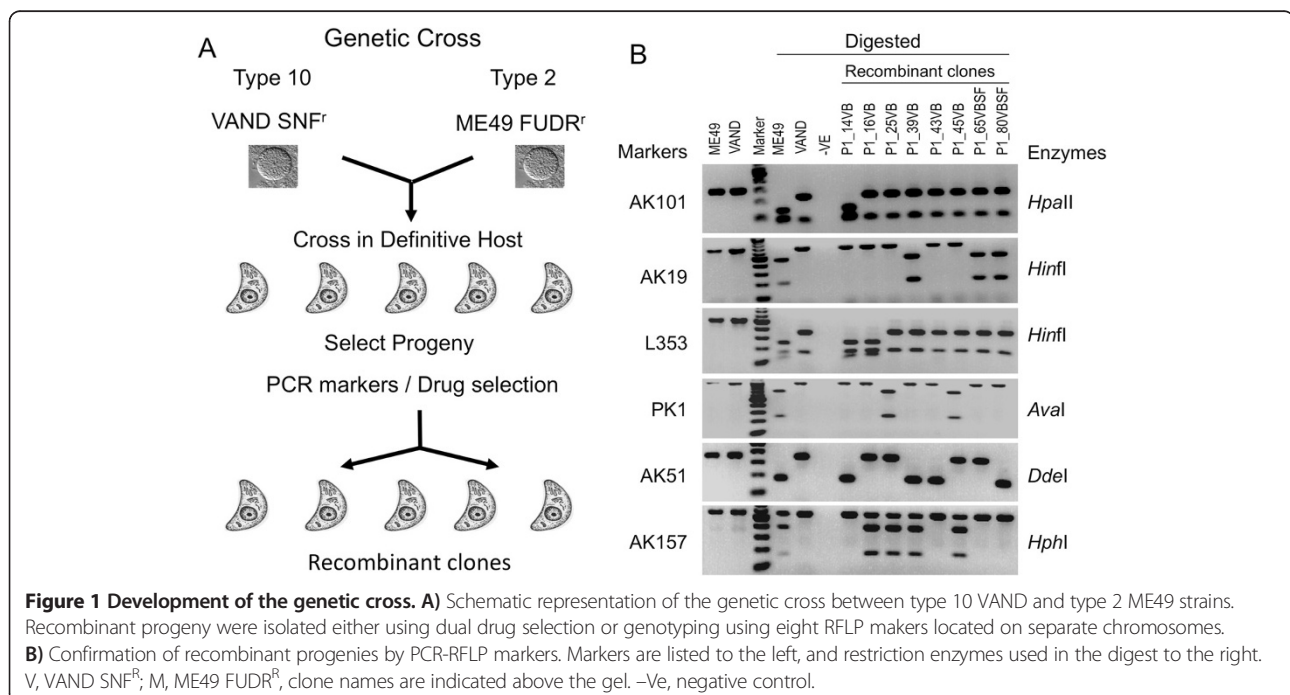 A
Genetic Cross
Type 10
Type 2
VAND SNFʳ
ME49 FUDRʳ
Cross in Definitive Host
Select Progeny
PCR markers / Drug selection
Recombinant clones
B
Digested
Recombinant clones
Markers
ME49
VAND
Marker
ME49
VAND
-VE
P1_14VB
P1_16VB
P1_25VB
P1_39VB
P1_43VB
P1_45VB
P1_65VBSF
P1_80VBSF
Enzymes
AK101
HpaII
AK19
HinfI
L353
HinfI
PK1
AvaI
AK51
DdeI
AK157
HphI
Figure 1 Development of the genetic cross. A) Schematic representation of the genetic cross between type 10 VAND and type 2 ME49 strains.
Recombinant progeny were isolated either using dual drug selection or genotyping using eight RFLP makers located on separate chromosomes.
B) Confirmation of recombinant progenies by PCR-RFLP markers. Markers are listed to the left, and restriction enzymes used in the digest to the right.
V, VAND SNFᴿ; M, ME49 FUDRᴿ, clone names are indicated above the gel. –Ve, negative control.